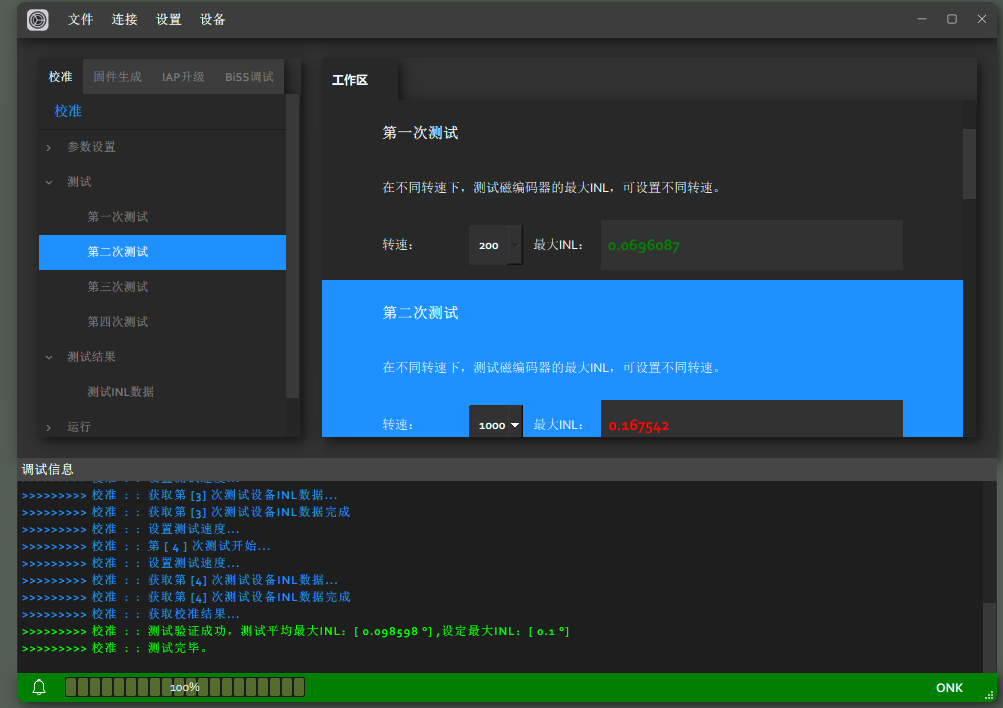 文件 连接 设置 设备
校准 固件生成 IAP升级 BiSS调试
校准
参数设置
测试
第一次测试
第二次测试
第三次测试
第四次测试
测试结果
测试INL数据
运行
工作区
第一次测试
在不同转速下，测试磁编码器的最大INL，可设置不同转速。
转速： 200 最大INL： 0.0696087
第二次测试
在不同转速下，测试磁编码器的最大INL，可设置不同转速。
转速： 1000 最大INL： 0.167542
调试信息
>>>>>>>>> 校准 : : 设置测试速度...
>>>>>>>>> 校准 : : 获取第 [3] 次测试设备INL数据...
>>>>>>>>> 校准 : : 获取第 [3] 次测试设备INL数据完成
>>>>>>>>> 校准 : : 设置测试速度...
>>>>>>>>> 校准 : : 第 [ 4 ] 次测试开始...
>>>>>>>>> 校准 : : 设置测试速度...
>>>>>>>>> 校准 : : 获取第 [4] 次测试设备INL数据...
>>>>>>>>> 校准 : : 获取第 [4] 次测试设备INL数据完成
>>>>>>>>> 校准 : : 获取校准结果...
>>>>>>>>> 校准 : : 测试验证成功，测试平均最大INL：[ 0.098598 °] ,设定最大INL：[ 0.1 °]
>>>>>>>>> 校准 : : 测试完毕。
100%
ONK